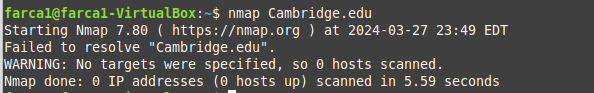 farca1@farca1-VirtualBox:~$ nmap Cambridge.edu
Starting Nmap 7.80 ( https://nmap.org ) at 2024-03-27 23:49 EDT
Failed to resolve "Cambridge.edu".
WARNING: No targets were specified, so 0 hosts scanned.
Nmap done: 0 IP addresses (0 hosts up) scanned in 5.59 seconds